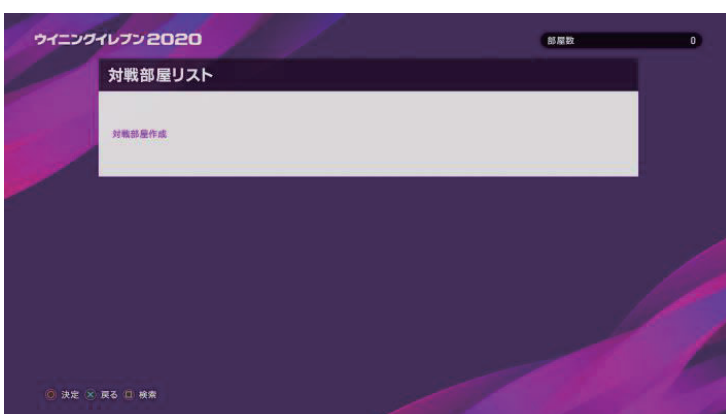 ウイニングイレブン2020
部屋数 0
対戦部屋リスト
対戦部屋作成
決定 戻る 検索